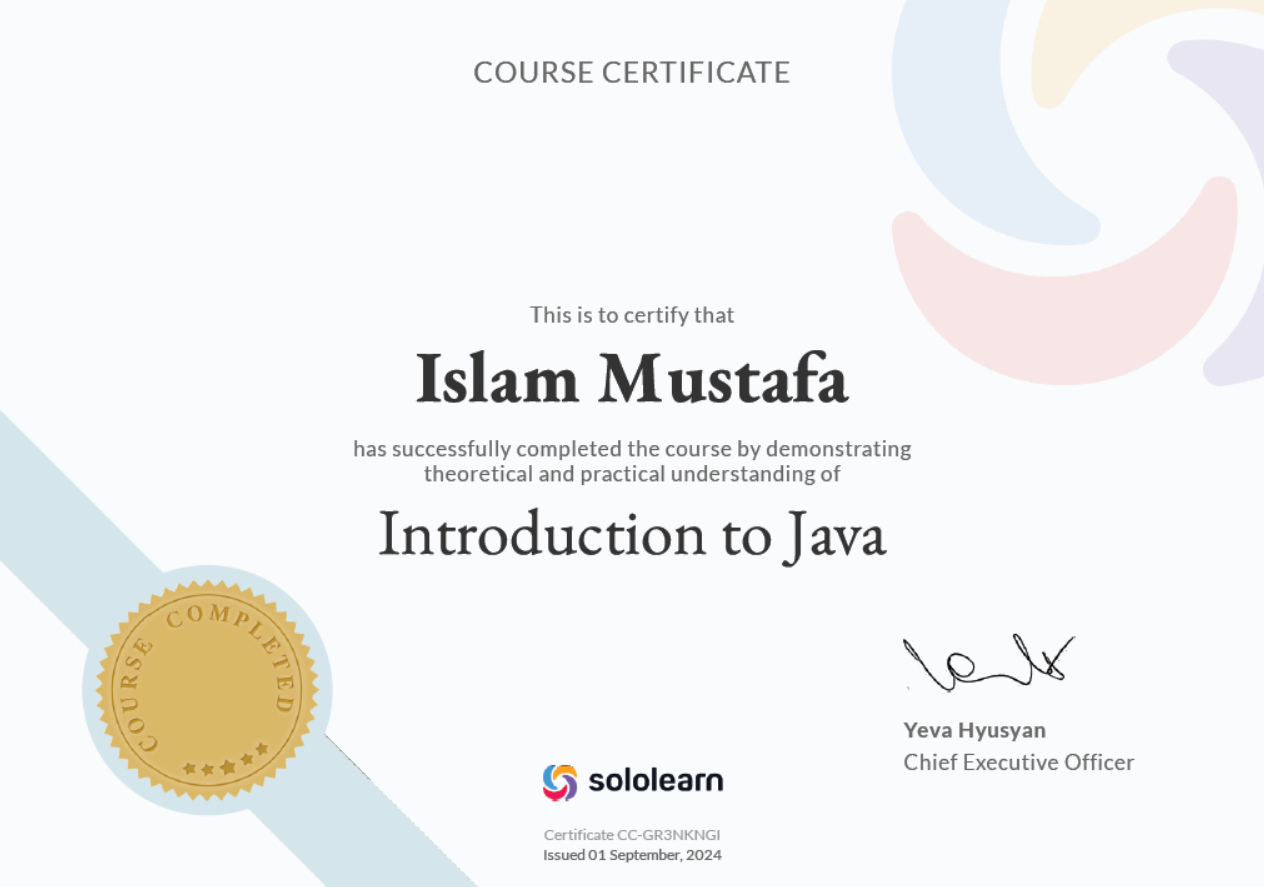 COURSE CERTIFICATE
This is to certify that
Islam Mustafa
has successfully completed the course by demonstrating
theoretical and practical understanding of
Introduction to Java
COURSE COMPLETED
Yeva Hyusyan
Chief Executive Officer
sololearn
Certificate CC-GR3NKNGI
Issued 01 September, 2024